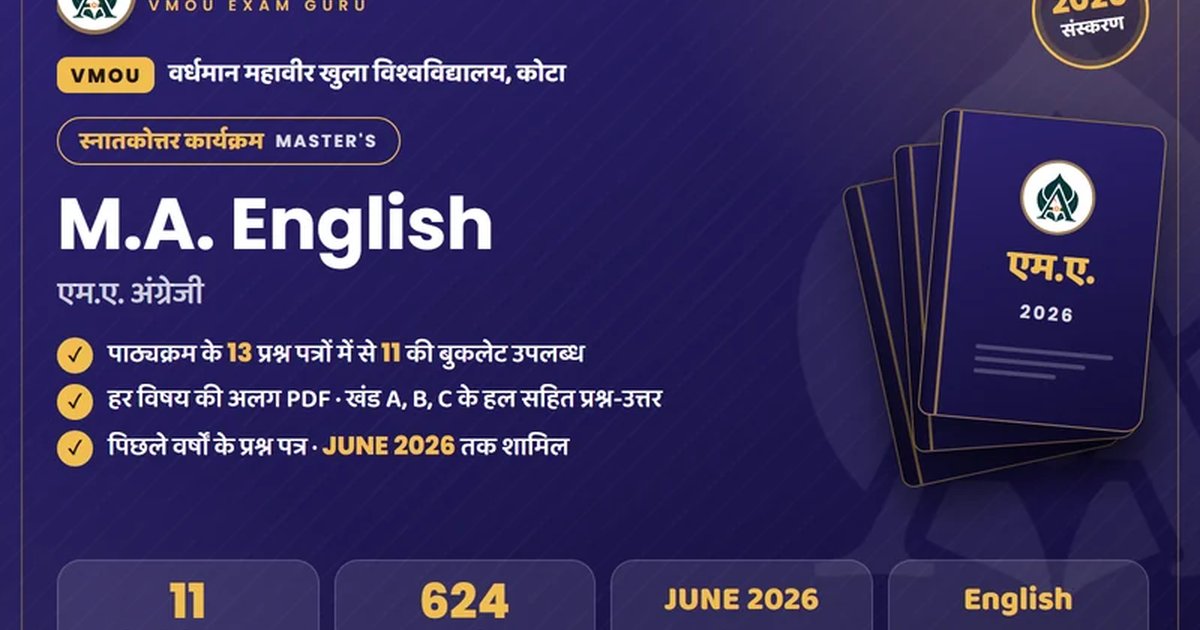 VMOU EXAM GURU
2026
संस्करण
VMOU वर्धमान महावीर खुला विश्वविद्यालय, कोटा
स्नातकोत्तर कार्यक्रम MASTER'S
M.A. English
एम.ए. अंग्रेजी
पाठ्यक्रम के 13 प्रश्न पत्रों में से 11 की बुकलेट उपलब्ध
हर विषय की अलग PDF · खंड A, B, C के हल सहित प्रश्न-उत्तर
पिछले वर्षों के प्रश्न पत्र · JUNE 2026 तक शामिल
एम.ए.
2026
11
624
JUNE 2026
English